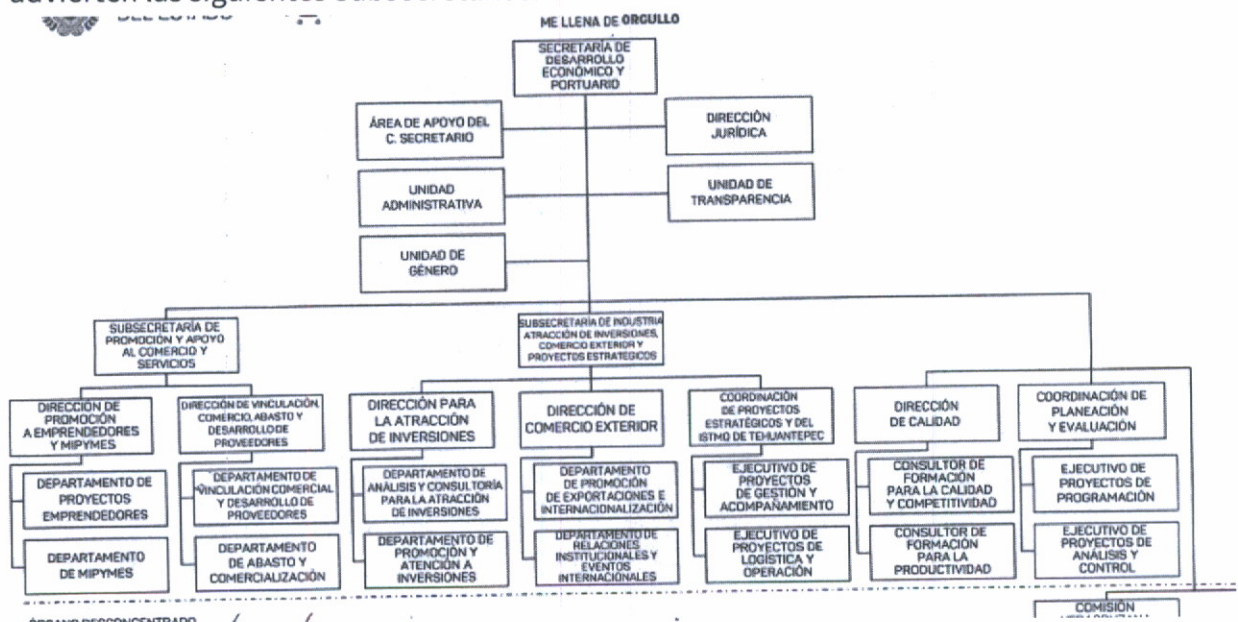 DEL ESTADO
ME LLENA DE ORGULLO
SECRETARÍA DE
DESARROLLO
ECONÓMICO Y
PORTUARIO
ÁREA DE APOYO DEL
C. SECRETARIO
DIRECCIÓN
JURÍDICA
UNIDAD
ADMINISTRATIVA
UNIDAD DE
TRANSPARENCIA
UNIDAD DE
GÉNERO
SUBSECRETARÍA DE
PROMOCIÓN Y APOYO
AL COMERCIO Y
SERVICIOS
SUBSECRETARÍA DE INDUSTRIA
ATRACCIÓN DE INVERSIONES,
COMERCIO EXTERIOR Y
PROYECTOS ESTRATÉGICOS
DIRECCIÓN DE
PROMOCIÓN
A EMPRENDEDORES
Y MIPYMES
DIRECCIÓN DE VINCULACIÓN,
COMERCIO, ABASTO Y
DESARROLLO DE
PROVEEDORES
DIRECCIÓN PARA
LA ATRACCIÓN
DE INVERSIONES
DIRECCIÓN DE
COMERCIO EXTERIOR
COORDINACIÓN
DE PROYECTOS
ESTRATÉGICOS Y DEL
ISTMO DE TEHUANTEPEC
DIRECCIÓN
DE CALIDAD
COORDINACIÓN DE
PLANEACIÓN
Y EVALUACIÓN
DEPARTAMENTO DE
PROYECTOS
EMPRENDEDORES
DEPARTAMENTO DE
VINCULACIÓN COMERCIAL
Y DESARROLLO DE
PROVEEDORES
DEPARTAMENTO DE
ANÁLISIS Y CONSULTORÍA
PARA LA ATRACCIÓN
DE INVERSIONES
DEPARTAMENTO
DE PROMOCIÓN
DE EXPORTACIONES E
INTERNACIONALIZACIÓN
EJECUTIVO DE
PROYECTOS
DE GESTIÓN Y
ACOMPAÑAMIENTO
CONSULTOR DE
FORMACIÓN
PARA LA CALIDAD
Y COMPETITIVIDAD
EJECUTIVO DE
PROYECTOS DE
PROGRAMACIÓN
DEPARTAMENTO
DE MIPYMES
DEPARTAMENTO
DE ABASTO Y
COMERCIALIZACIÓN
DEPARTAMENTO DE
PROMOCIÓN Y
ATENCIÓN A
INVERSIONES
DEPARTAMENTO DE
RELACIONES
INSTITUCIONALES Y
EVENTOS
INTERNACIONALES
EJECUTIVO DE
PROYECTOS DE
LOGÍSTICA Y
OPERACIÓN
CONSULTOR DE
FORMACIÓN
PARA LA
PRODUCTIVIDAD
EJECUTIVO DE
PROYECTOS DE
ANÁLISIS Y
CONTROL
COMISIÓN